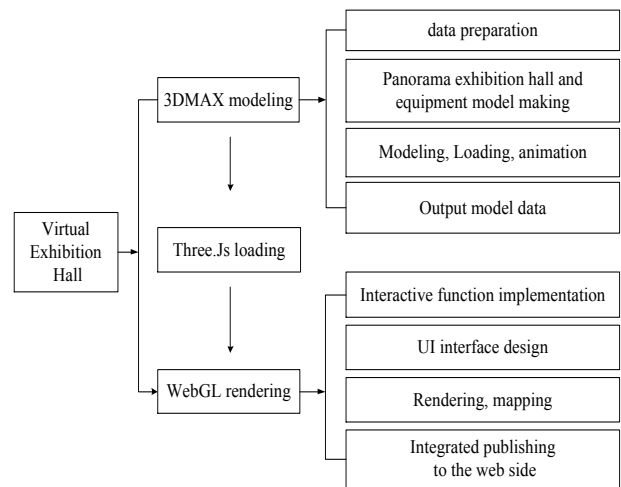 Virtual
Exhibition
Hall
3DMAX modeling
Three.Js loading
WebGL rendering
data preparation
Panorama exhibition hall and
equipment model making
Modeling, Loading, animation
Output model data
Interactive function implementation
UI interface design
Rendering, mapping
Integrated publishing
to the web side